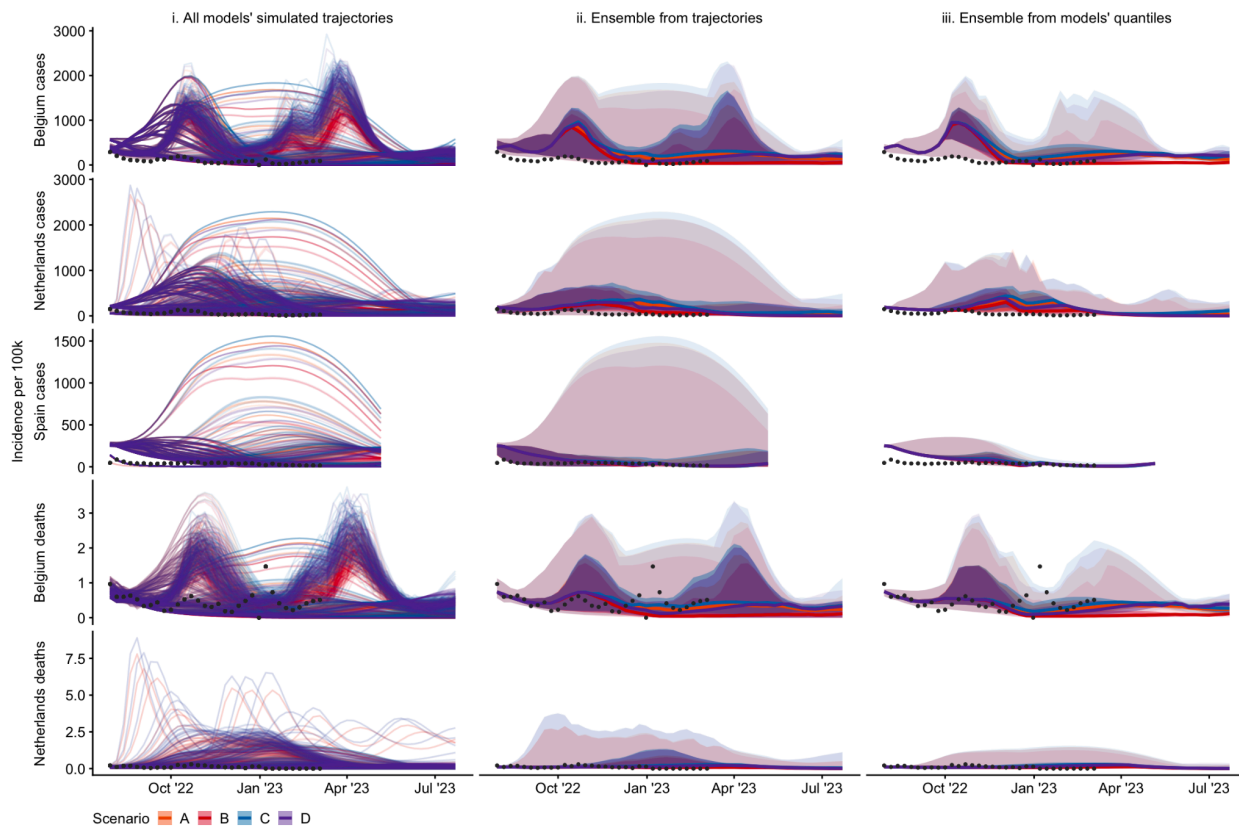 i. All models' simulated trajectories
ii. Ensemble from trajectories
iii. Ensemble from models' quantiles
Incidence per 100k
Belgium cases
3000
2000
1000
0
Netherlands cases
3000
2000
1000
0
Spain cases
1500
1000
500
0
Belgium deaths
3
2
1
0
Netherlands deaths
7.5
5.0
2.5
0.0
Oct '22 Jan '23 Apr '23 Jul '23
Oct '22 Jan '23 Apr '23 Jul '23
Oct '22 Jan '23 Apr '23 Jul '23
Scenario A B C D